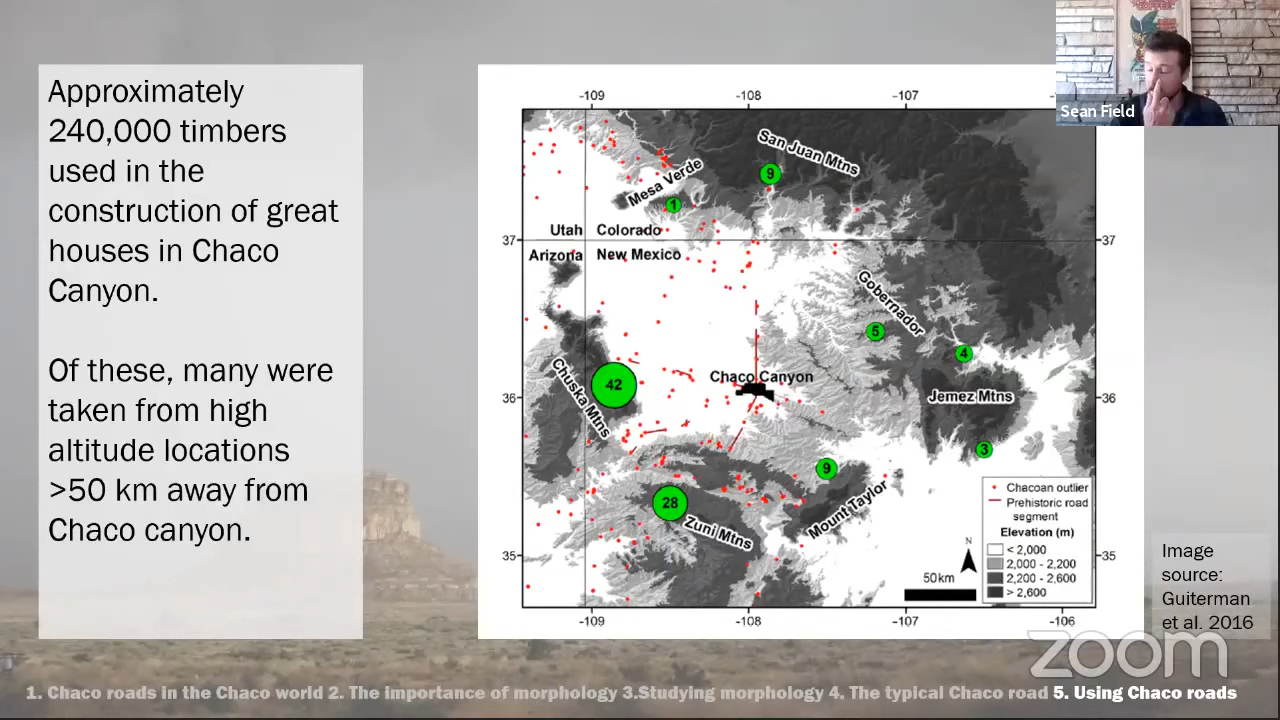 Approximately
240,000 timbers
used in the
construction of great
houses in Chaco
Canyon.
Of these, many were
taken from high
altitude locations
>50 km away from
Chaco canyon.
-109
-108
-107
San Juan Mtns
9
Mesa Verde
1
Utah Colorado
37
37
Arizona New Mexico
Gobernador
5
4
Chuska Mtns
42
Chaco Canyon
36
36
Jemez Mtns
3
9
28
Zuni Mtns
Mount Taylor
35
35
N
50km
Chacoan outlier
Prehistoric road
segment
Elevation (m)
< 2,000
2,000 - 2,200
2,200 - 2,600
> 2,600
-109
-108
-107
-106
Sean Field
Image
source:
Guiterman
et al. 2016
zoom
1. Chaco roads in the Chaco world 2. The importance of morphology 3.Studying morphology 4. The typical Chaco road 5. Using Chaco roads